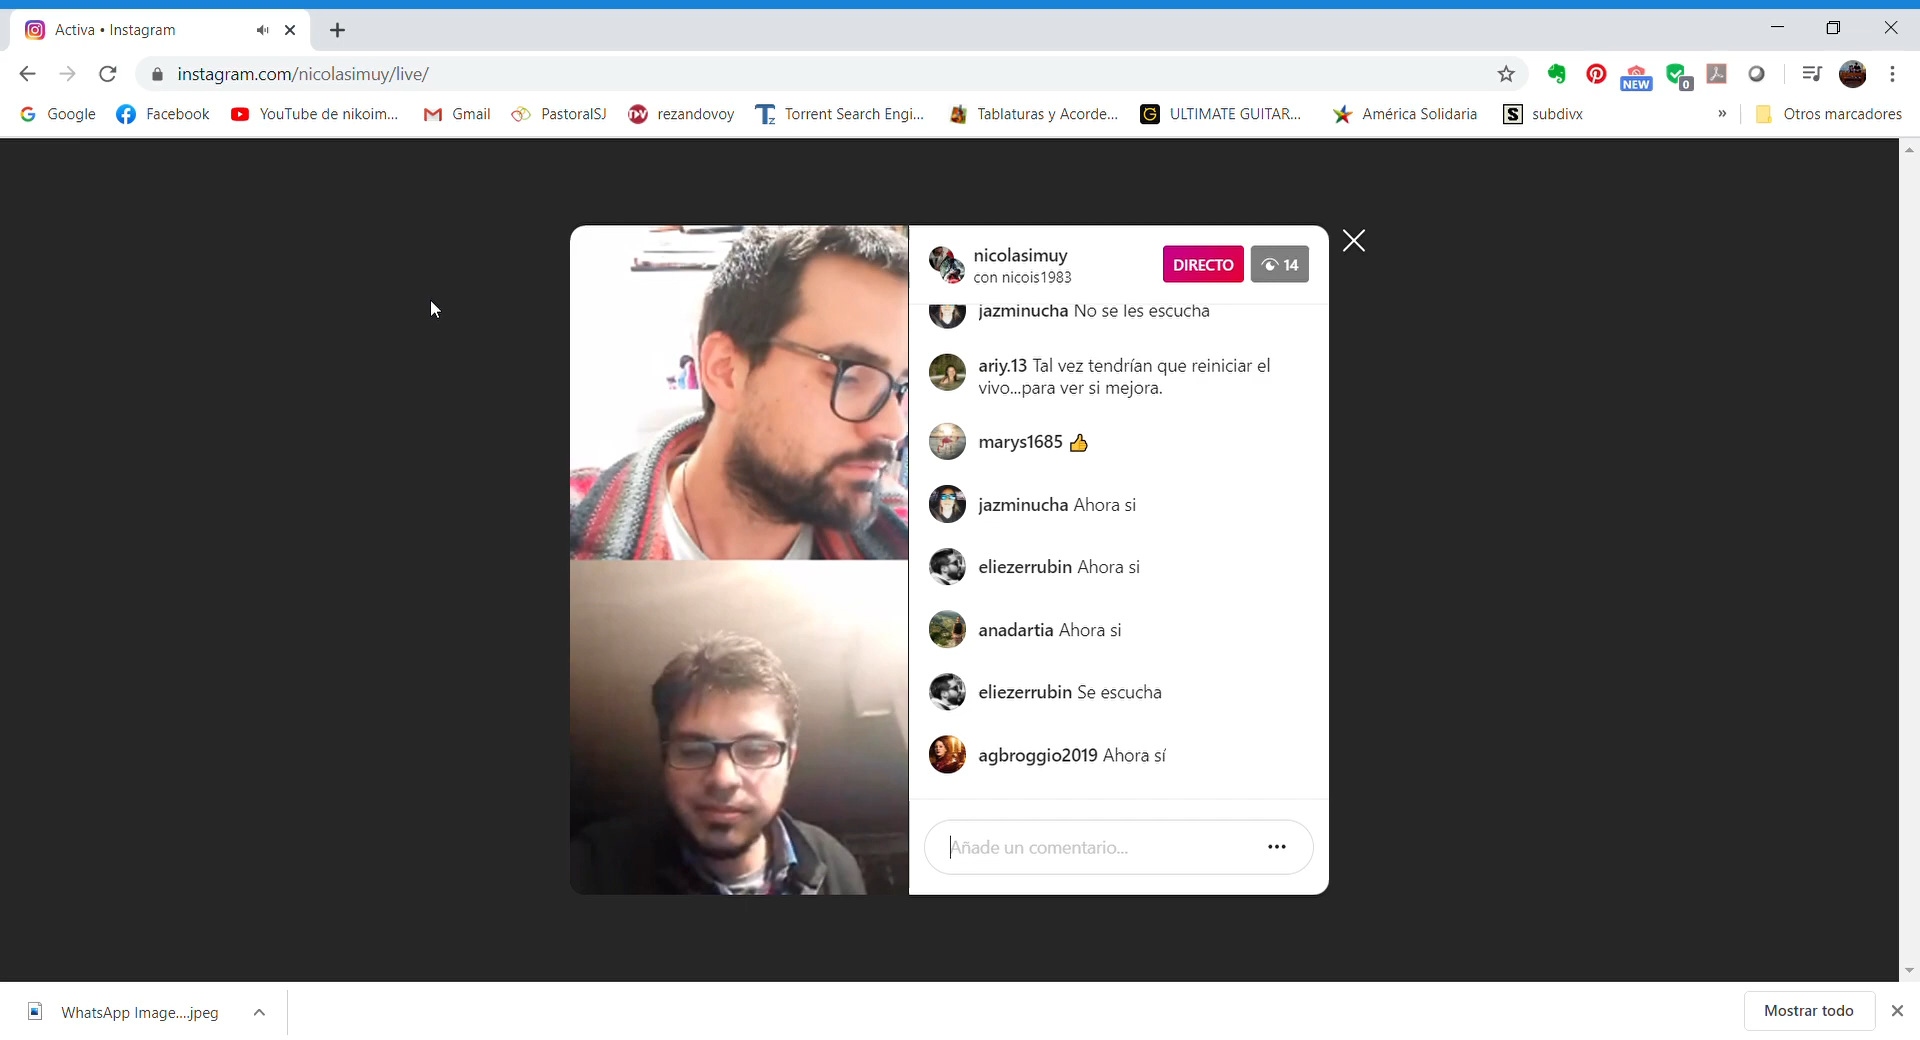 Activa • Instagram
instagram.com/nicolasimuy/live/
NEW
0
Google
Facebook
YouTube de nikoim...
Gmail
PastoralSJ
rezandovoy
Torrent Search Engi...
Tablaturas y Acorde...
ULTIMATE GUITAR...
América Solidaria
subdivx
»
Otros marcadores
nicolasimuy
con nicois1983
DIRECTO
14
jazminucha No se les escucha
ariy.13 Tal vez tendrían que reiniciar el
vivo...para ver si mejora.
marys1685 👍
jazminucha Ahora si
eliezerrubin Ahora si
anadartia Ahora si
eliezerrubin Se escucha
agbroggio2019 Ahora sí
Añade un comentario...
WhatsApp Image....jpeg
Mostrar todo